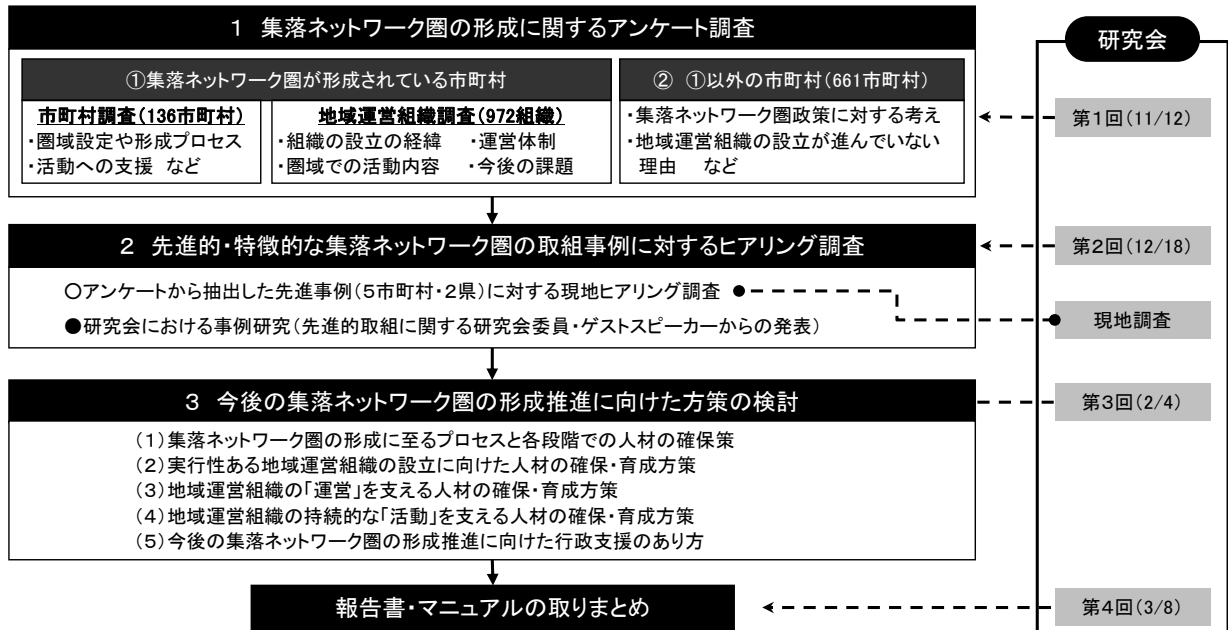 1 集落ネットワーク圏の形成に関するアンケート調査
①集落ネットワーク圏が形成されている市町村
市町村調査(136市町村)
・圏域設定や形成プロセス
・活動への支援 など
地域運営組織調査(972組織)
・組織の設立の経緯 ・運営体制
・圏域での活動内容 ・今後の課題
② ①以外の市町村(661市町村)
・集落ネットワーク圏政策に対する考え
・地域運営組織の設立が進んでいない
理由 など
2 先進的・特徴的な集落ネットワーク圏の取組事例に対するヒアリング調査
○アンケートから抽出した先進事例(5市町村・2県)に対する現地ヒアリング調査
●研究会における事例研究(先進的取組に関する研究会委員・ゲストスピーカーからの発表)
3 今後の集落ネットワーク圏の形成推進に向けた方策の検討
(1)集落ネットワーク圏の形成に至るプロセスと各段階での人材の確保策
(2)実行性ある地域運営組織の設立に向けた人材の確保・育成方策
(3)地域運営組織の「運営」を支える人材の確保・育成方策
(4)地域運営組織の持続的な「活動」を支える人材の確保・育成方策
(5)今後の集落ネットワーク圏の形成推進に向けた行政支援のあり方
報告書・マニュアルの取りまとめ
研究会
第1回(11/12)
第2回(12/18)
現地調査
第3回(2/4)
第4回(3/8)